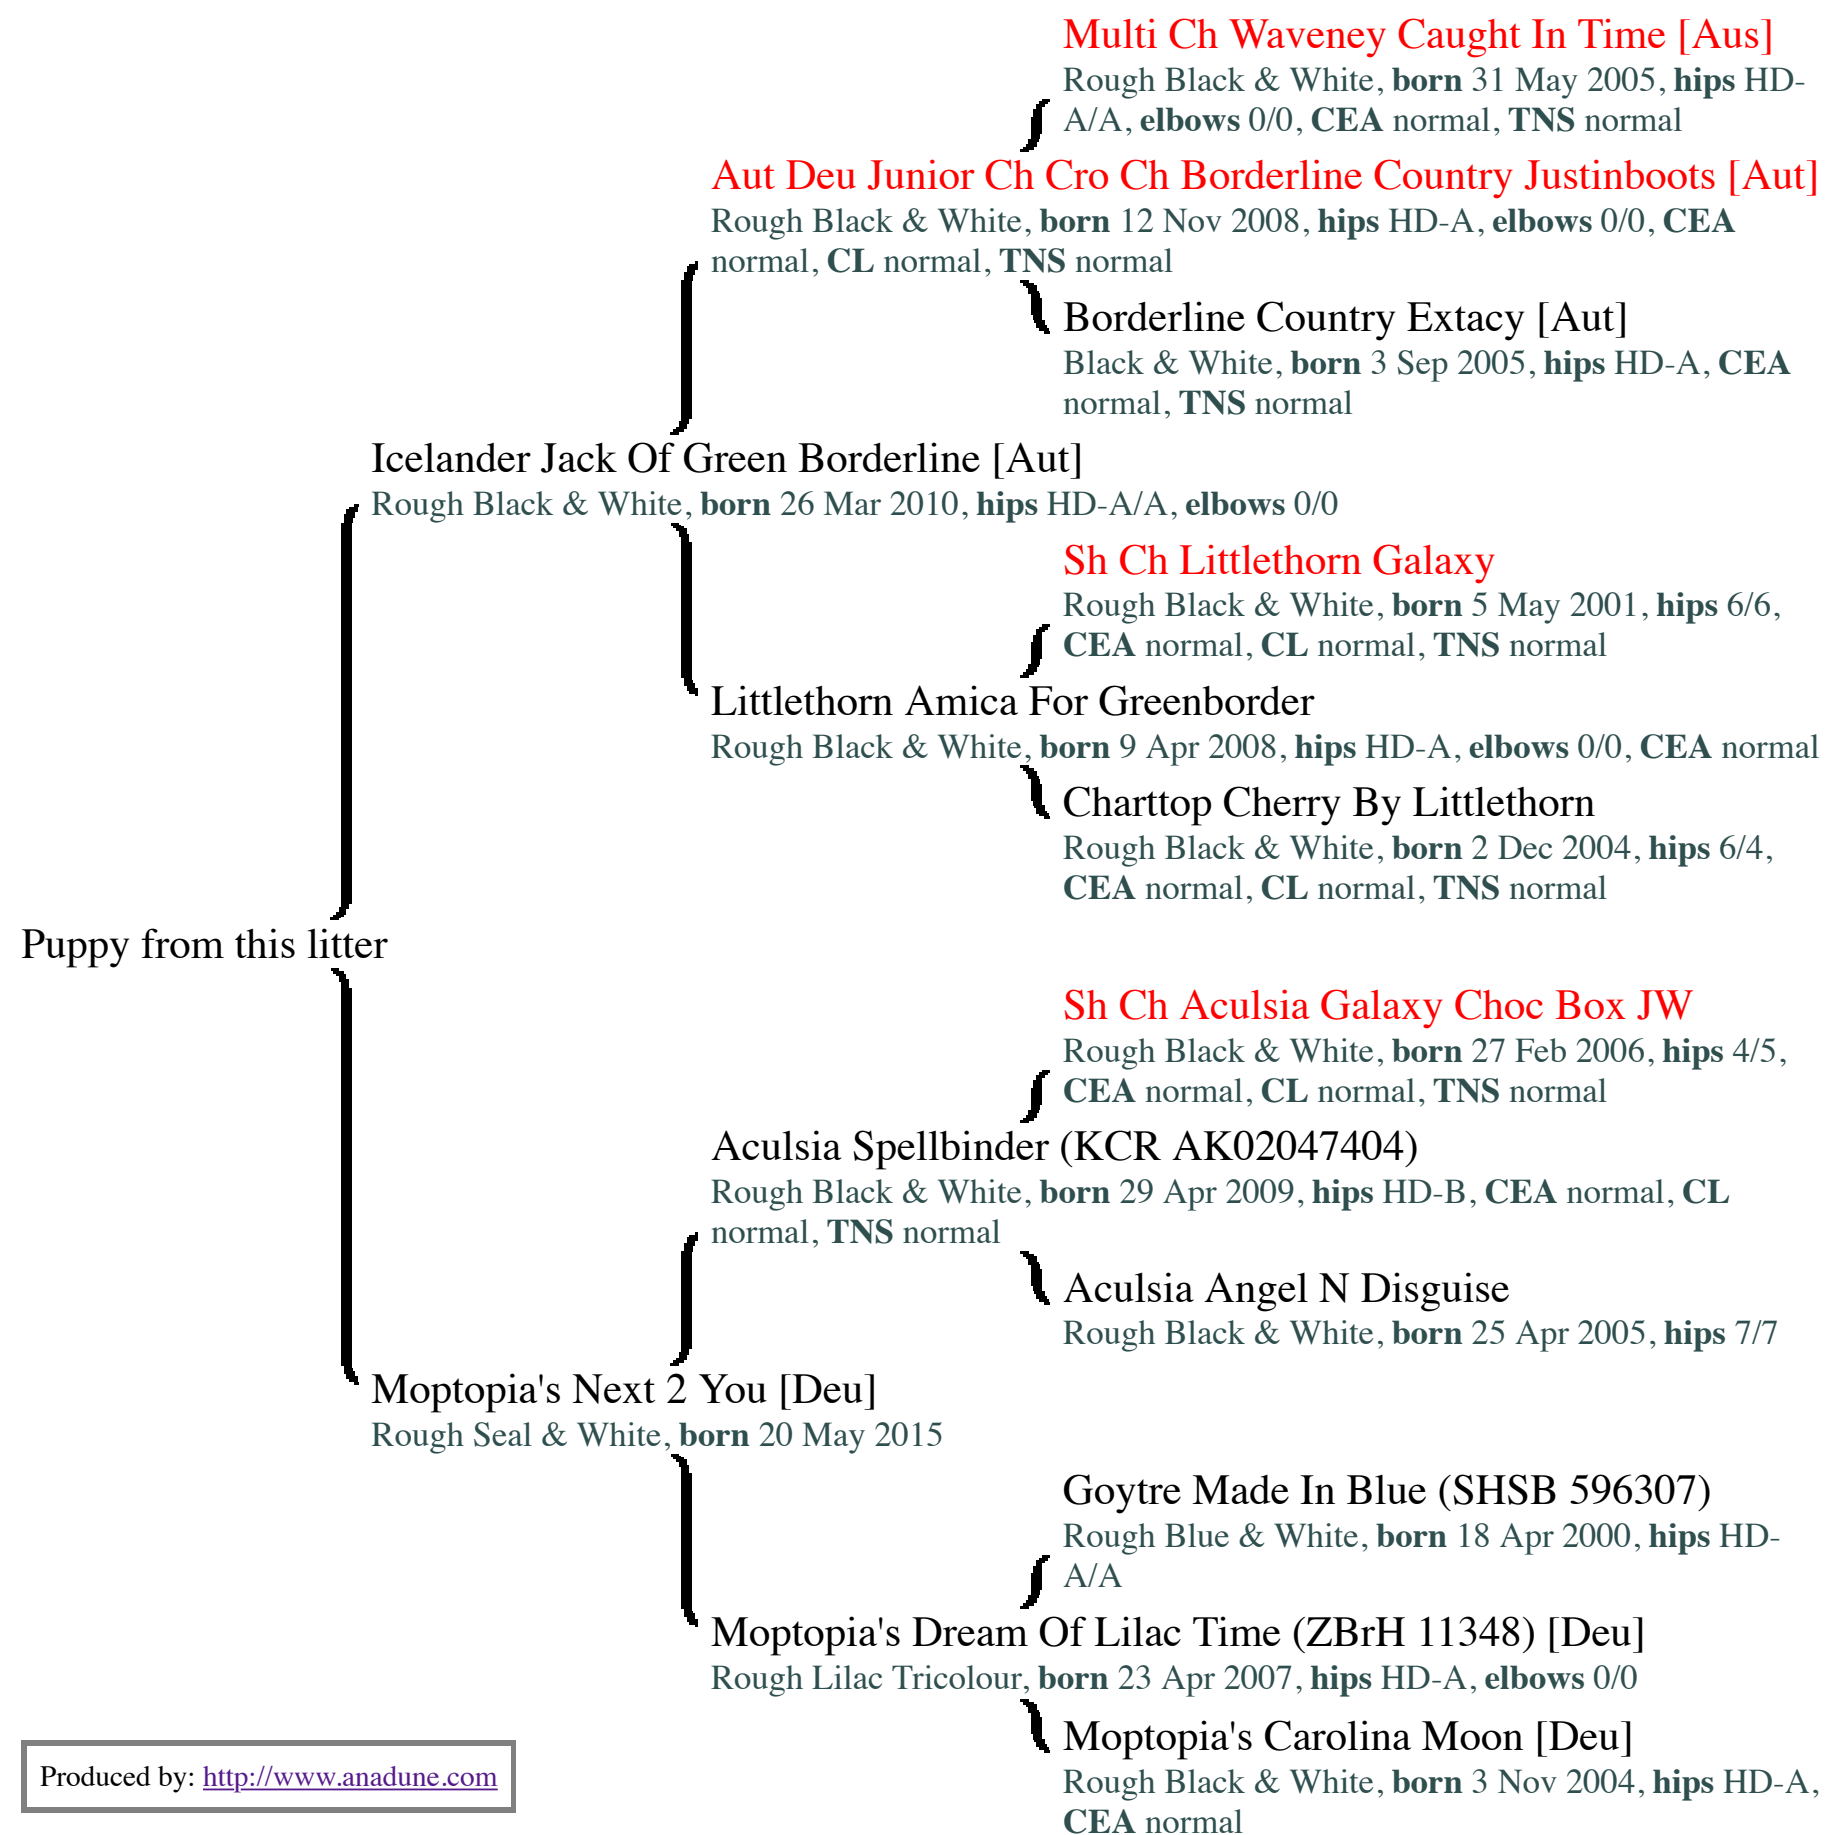 Multi Ch Waveney Caught In Time [Aus]
Rough Black & White, born 31 May 2005, hips HD-
A/A, elbows 0/0, CEA normal, TNS normal
Aut Deu Junior Ch Cro Ch Borderline Country Justinboots [Aut]
Rough Black & White, born 12 Nov 2008, hips HD-A, elbows 0/0, CEA
normal, CL normal, TNS normal
Borderline Country Extacy [Aut]
Black & White, born 3 Sep 2005, hips HD-A, CEA
normal, TNS normal
Icelander Jack Of Green Borderline [Aut]
Rough Black & White, born 26 Mar 2010, hips HD-A/A, elbows 0/0
Sh Ch Littlethorn Galaxy
Rough Black & White, born 5 May 2001, hips 6/6,
CEA normal, CL normal, TNS normal
Littlethorn Amica For Greenborder
Rough Black & White, born 9 Apr 2008, hips HD-A, elbows 0/0, CEA normal
Charttop Cherry By Littlethorn
Rough Black & White, born 2 Dec 2004, hips 6/4,
CEA normal, CL normal, TNS normal
Puppy from this litter
Sh Ch Aculsia Galaxy Choc Box JW
Rough Black & White, born 27 Feb 2006, hips 4/5,
CEA normal, CL normal, TNS normal
Aculsia Spellbinder (KCR AK02047404)
Rough Black & White, born 29 Apr 2009, hips HD-B, CEA normal, CL
normal, TNS normal
Aculsia Angel N Disguise
Rough Black & White, born 25 Apr 2005, hips 7/7
Moptopia's Next 2 You [Deu]
Rough Seal & White, born 20 May 2015
Goytre Made In Blue (SHSB 596307)
Rough Blue & White, born 18 Apr 2000, hips HD-
A/A
Moptopia's Dream Of Lilac Time (ZBrH 11348) [Deu]
Rough Lilac Tricolour, born 23 Apr 2007, hips HD-A, elbows 0/0
Moptopia's Carolina Moon [Deu]
Rough Black & White, born 3 Nov 2004, hips HD-A,
CEA normal
Produced by: http://www.anadune.com